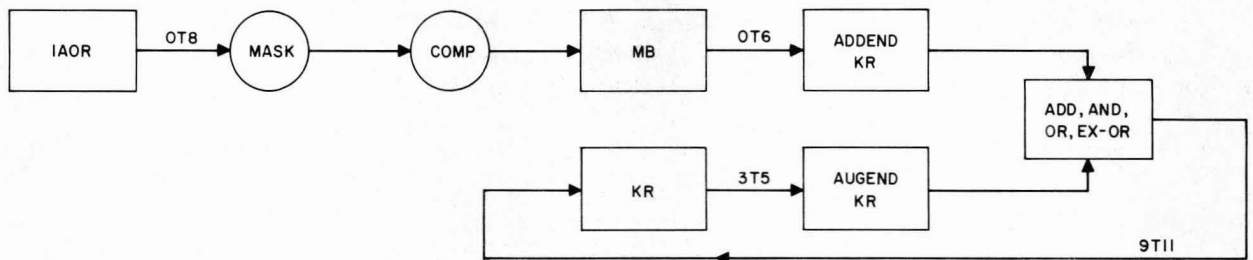 IAOR
OT8
MASK
COMP
MB
OT6
ADDEND
KR
ADD, AND,
OR, EX-OR
KR
3T5
AUGEND
KR
9T11